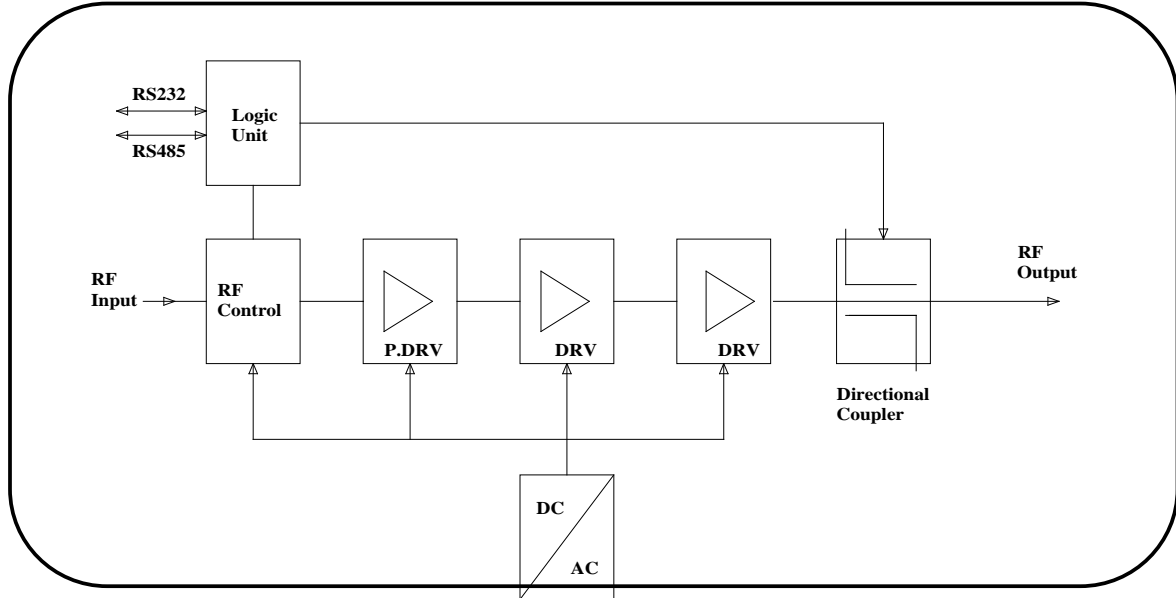 RS232
RS485
Logic
Unit
RF
Input
RF
Control
P.DRV
DRV
DRV
RF
Output
Directional
Coupler
DC
AC